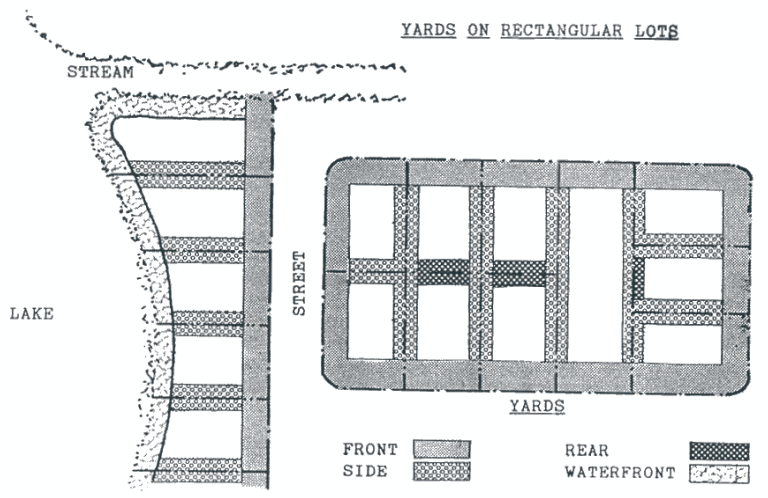 YARDS ON RECTANGULAR LOTS
STREAM
STREET
LAKE
YARDS
FRONT
REAR
SIDE
WATERFRONT